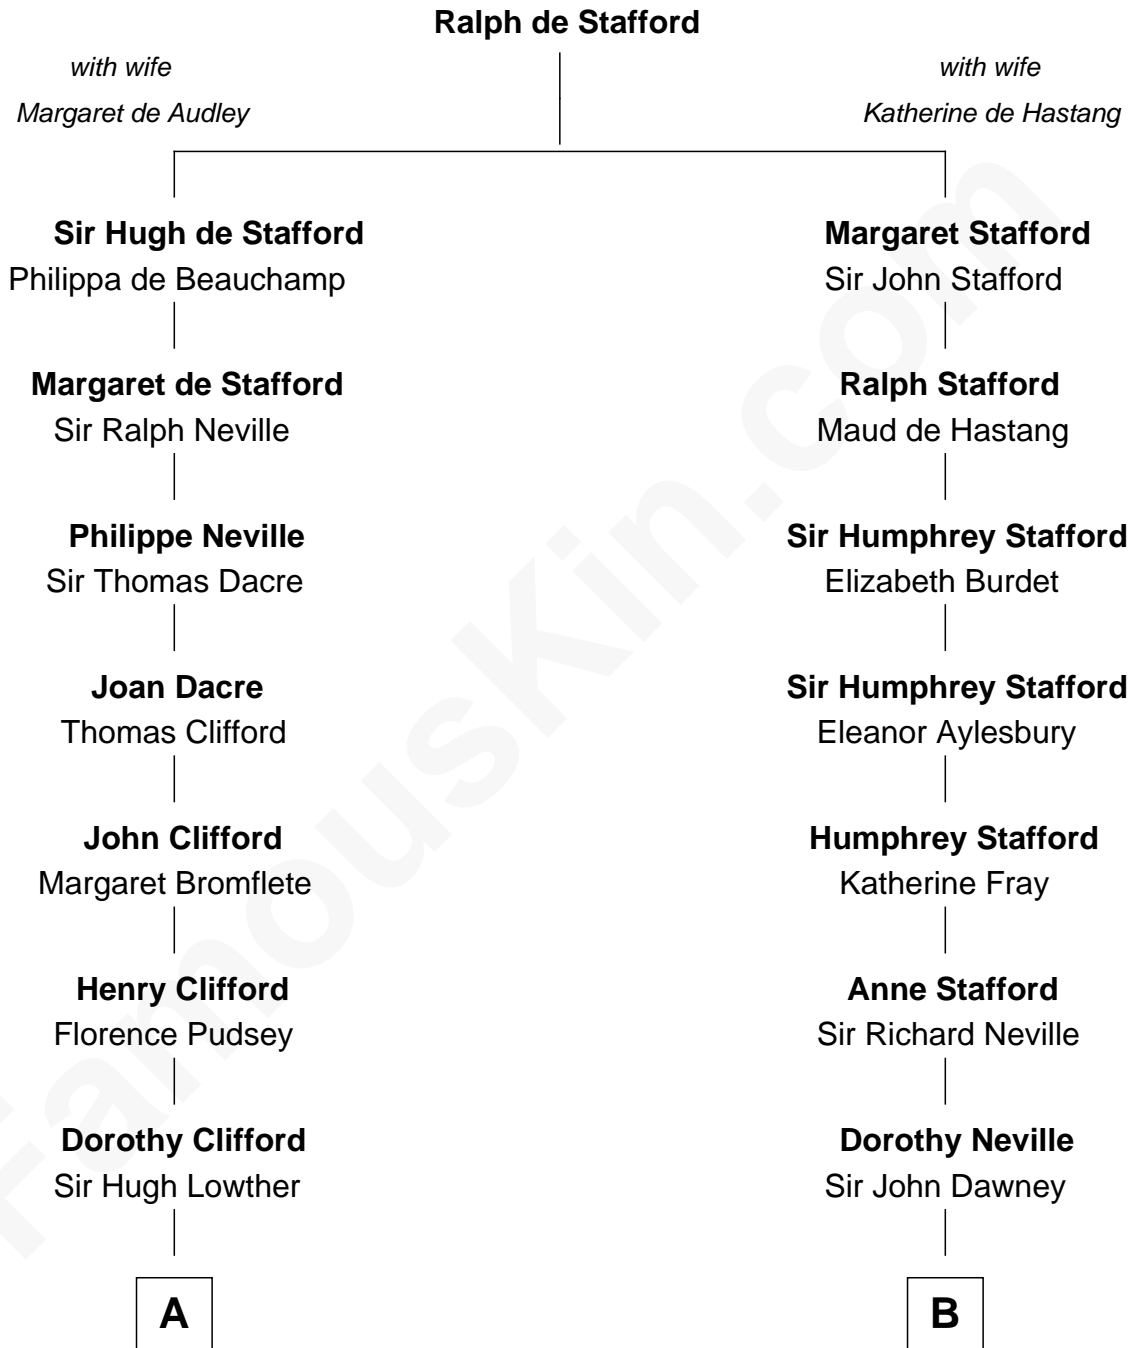 Ralph de Stafford
with wife
Margaret de Audley
with wife
Katherine de Hastang
Sir Hugh de Stafford
Philippa de Beauchamp
Margaret Stafford
Sir John Stafford
Margaret de Stafford
Sir Ralph Neville
Ralph Stafford
Maud de Hastang
Philippe Neville
Sir Thomas Dacre
Sir Humphrey Stafford
Elizabeth Burdet
Joan Dacre
Thomas Clifford
Sir Humphrey Stafford
Eleanor Aylesbury
John Clifford
Margaret Bromflete
Humphrey Stafford
Katherine Fray
Henry Clifford
Florence Pudsey
Anne Stafford
Sir Richard Neville
Dorothy Clifford
Sir Hugh Lowther
Dorothy Neville
Sir John Dawney
A
B
FamousKin.com